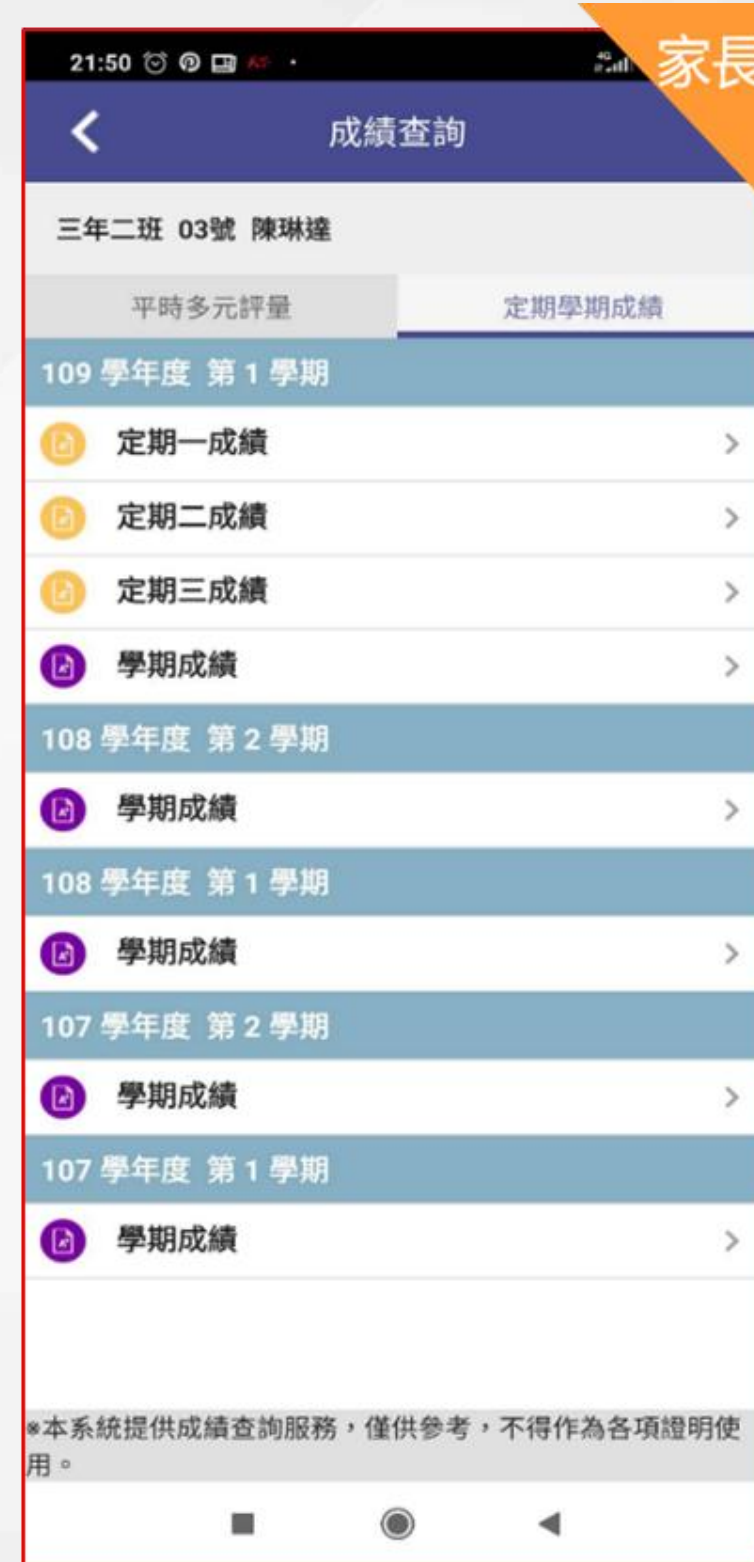 家長
21:50
4G
成績查詢
三年二班 03號 陳琳達
平時多元評量 定期學期成績
109 學年度 第 1 學期
定期一成績
定期二成績
定期三成績
學期成績
108 學年度 第 2 學期
學期成績
108 學年度 第 1 學期
學期成績
107 學年度 第 2 學期
學期成績
107 學年度 第 1 學期
學期成績
※本系統提供成績查詢服務，僅供參考，不得作為各項證明使
用。